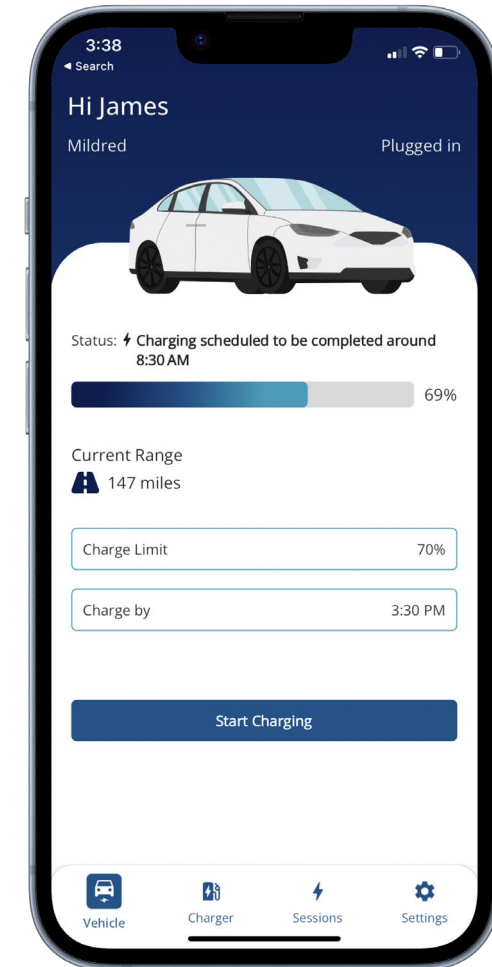 3:38
◀ Search
Hi James
Mildred Plugged in
Status: Charging scheduled to be completed around
8:30 AM
69%
Current Range
147 miles
Charge Limit 70%
Charge by 3:30 PM
Start Charging
Vehicle Charger Sessions Settings